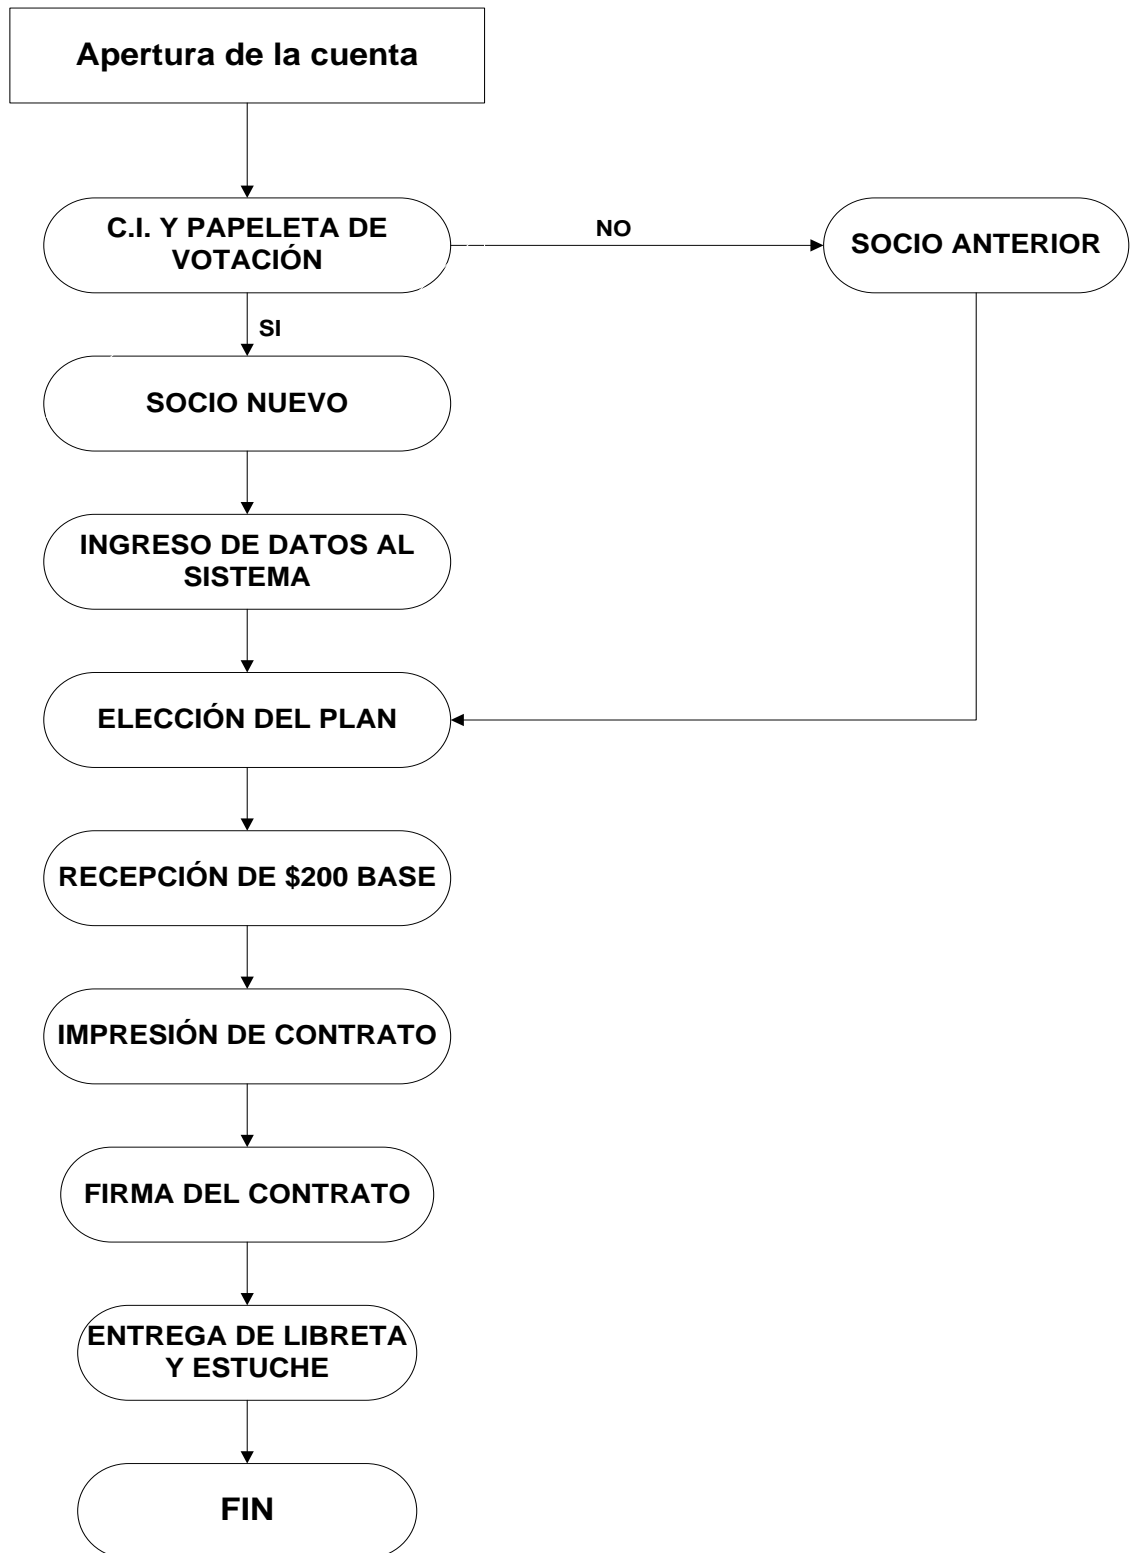 Apertura de la cuenta
C.I. Y PAPELETA DE
VOTACIÓN
NO
SOCIO ANTERIOR
SI
SOCIO NUEVO
INGRESO DE DATOS AL
SISTEMA
ELECCIÓN DEL PLAN
RECEPCIÓN DE $200 BASE
IMPRESIÓN DE CONTRATO
FIRMA DEL CONTRATO
ENTREGA DE LIBRETA
Y ESTUCHE
FIN